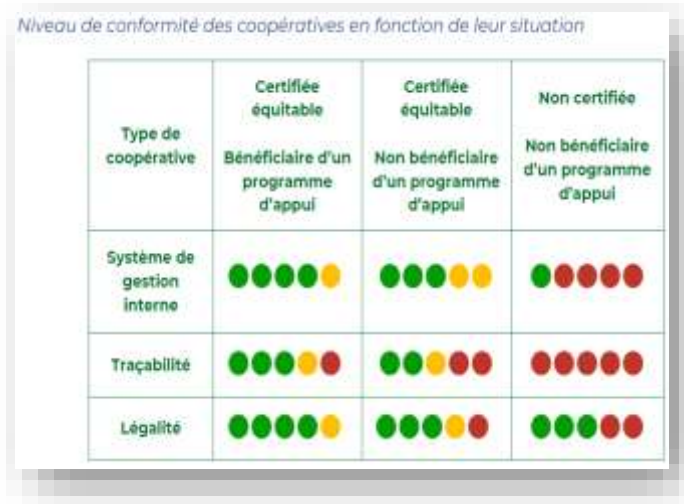 Niveau de conformité des coopératives en fonction de leur situation
Type de
coopérative
Certifiée
équitable
Bénéficiaire d'un
programme
d'appui
Certifiée
équitable
Non bénéficiaire
d'un programme
d'appui
Non certifiée
Non bénéficiaire
d'un programme
d'appui
Système de
gestion
interne
Traçabilité
Légalité